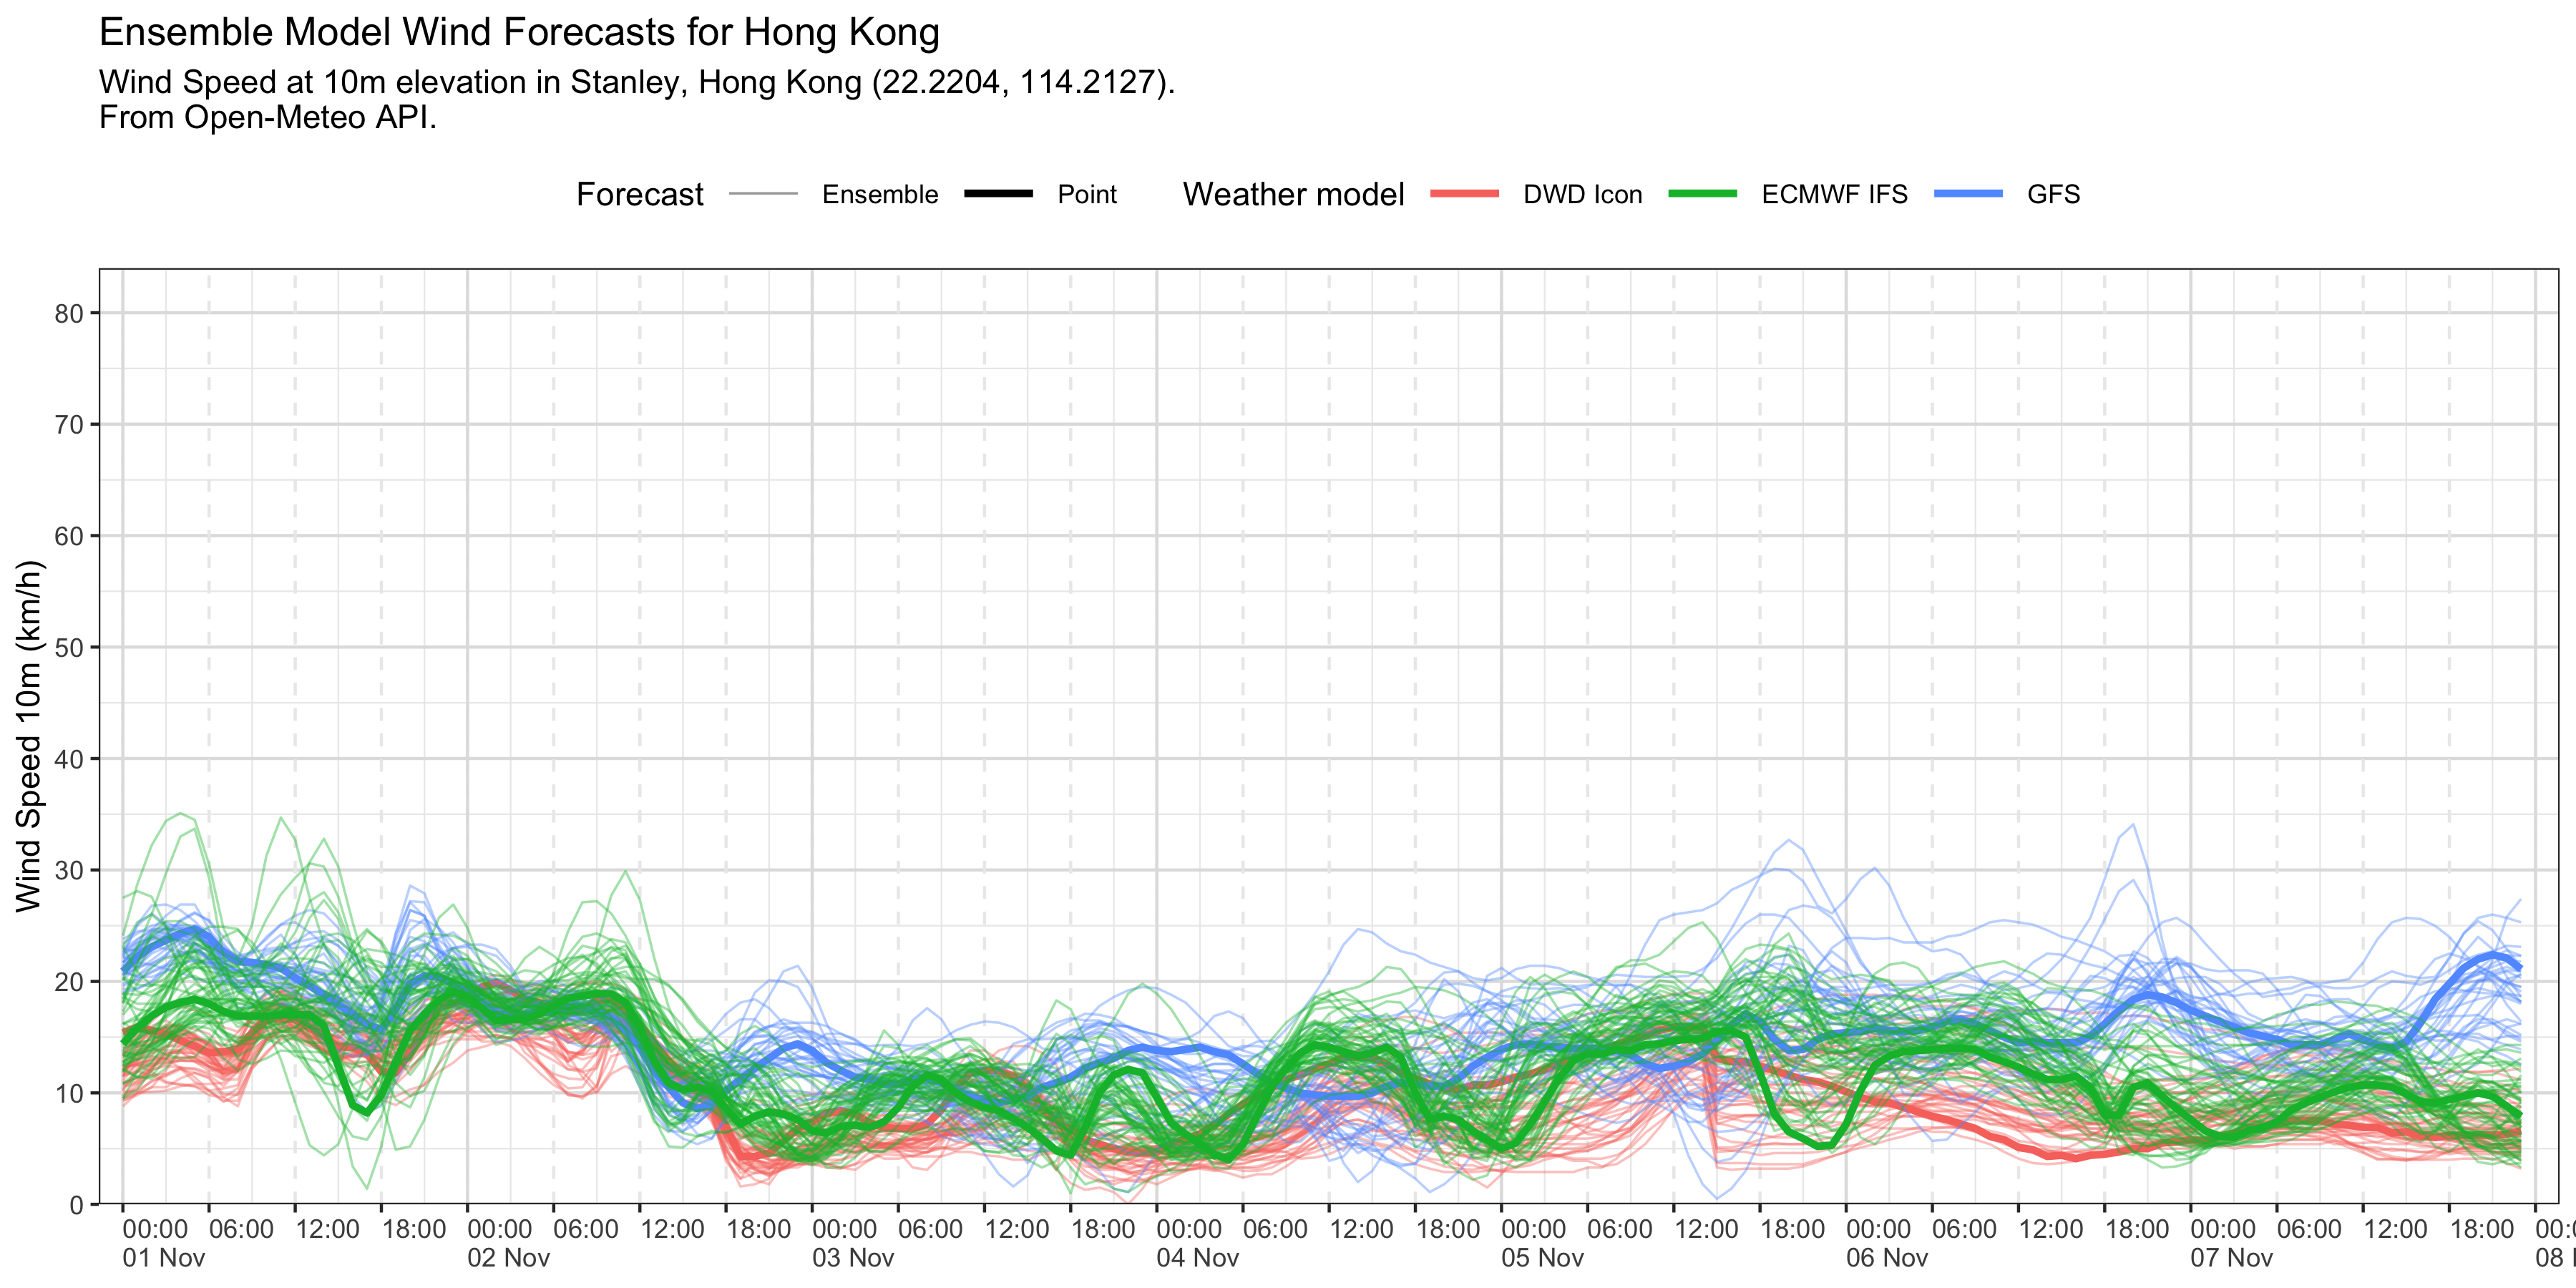 Ensemble Model Wind Forecasts for Hong Kong
Wind Speed at 10m elevation in Stanley, Hong Kong (22.2204, 114.2127).
From Open-Meteo API.
Forecast Ensemble Point Weather model DWD Icon ECMWF IFS GFS
Wind Speed 10m (km/h)
80
70
60
50
40
30
20
10
0
00:00 06:00 12:00 18:00 00:00 06:00 12:00 18:00 00:00 06:00 12:00 18:00 00:00 06:00 12:00 18:00 00:00 06:00 12:00 18:00 00:00 06:00 12:00 18:00 00:00 06:00 12:00 18:00 00:0
01 Nov 02 Nov 03 Nov 04 Nov 05 Nov 06 Nov 07 Nov 08